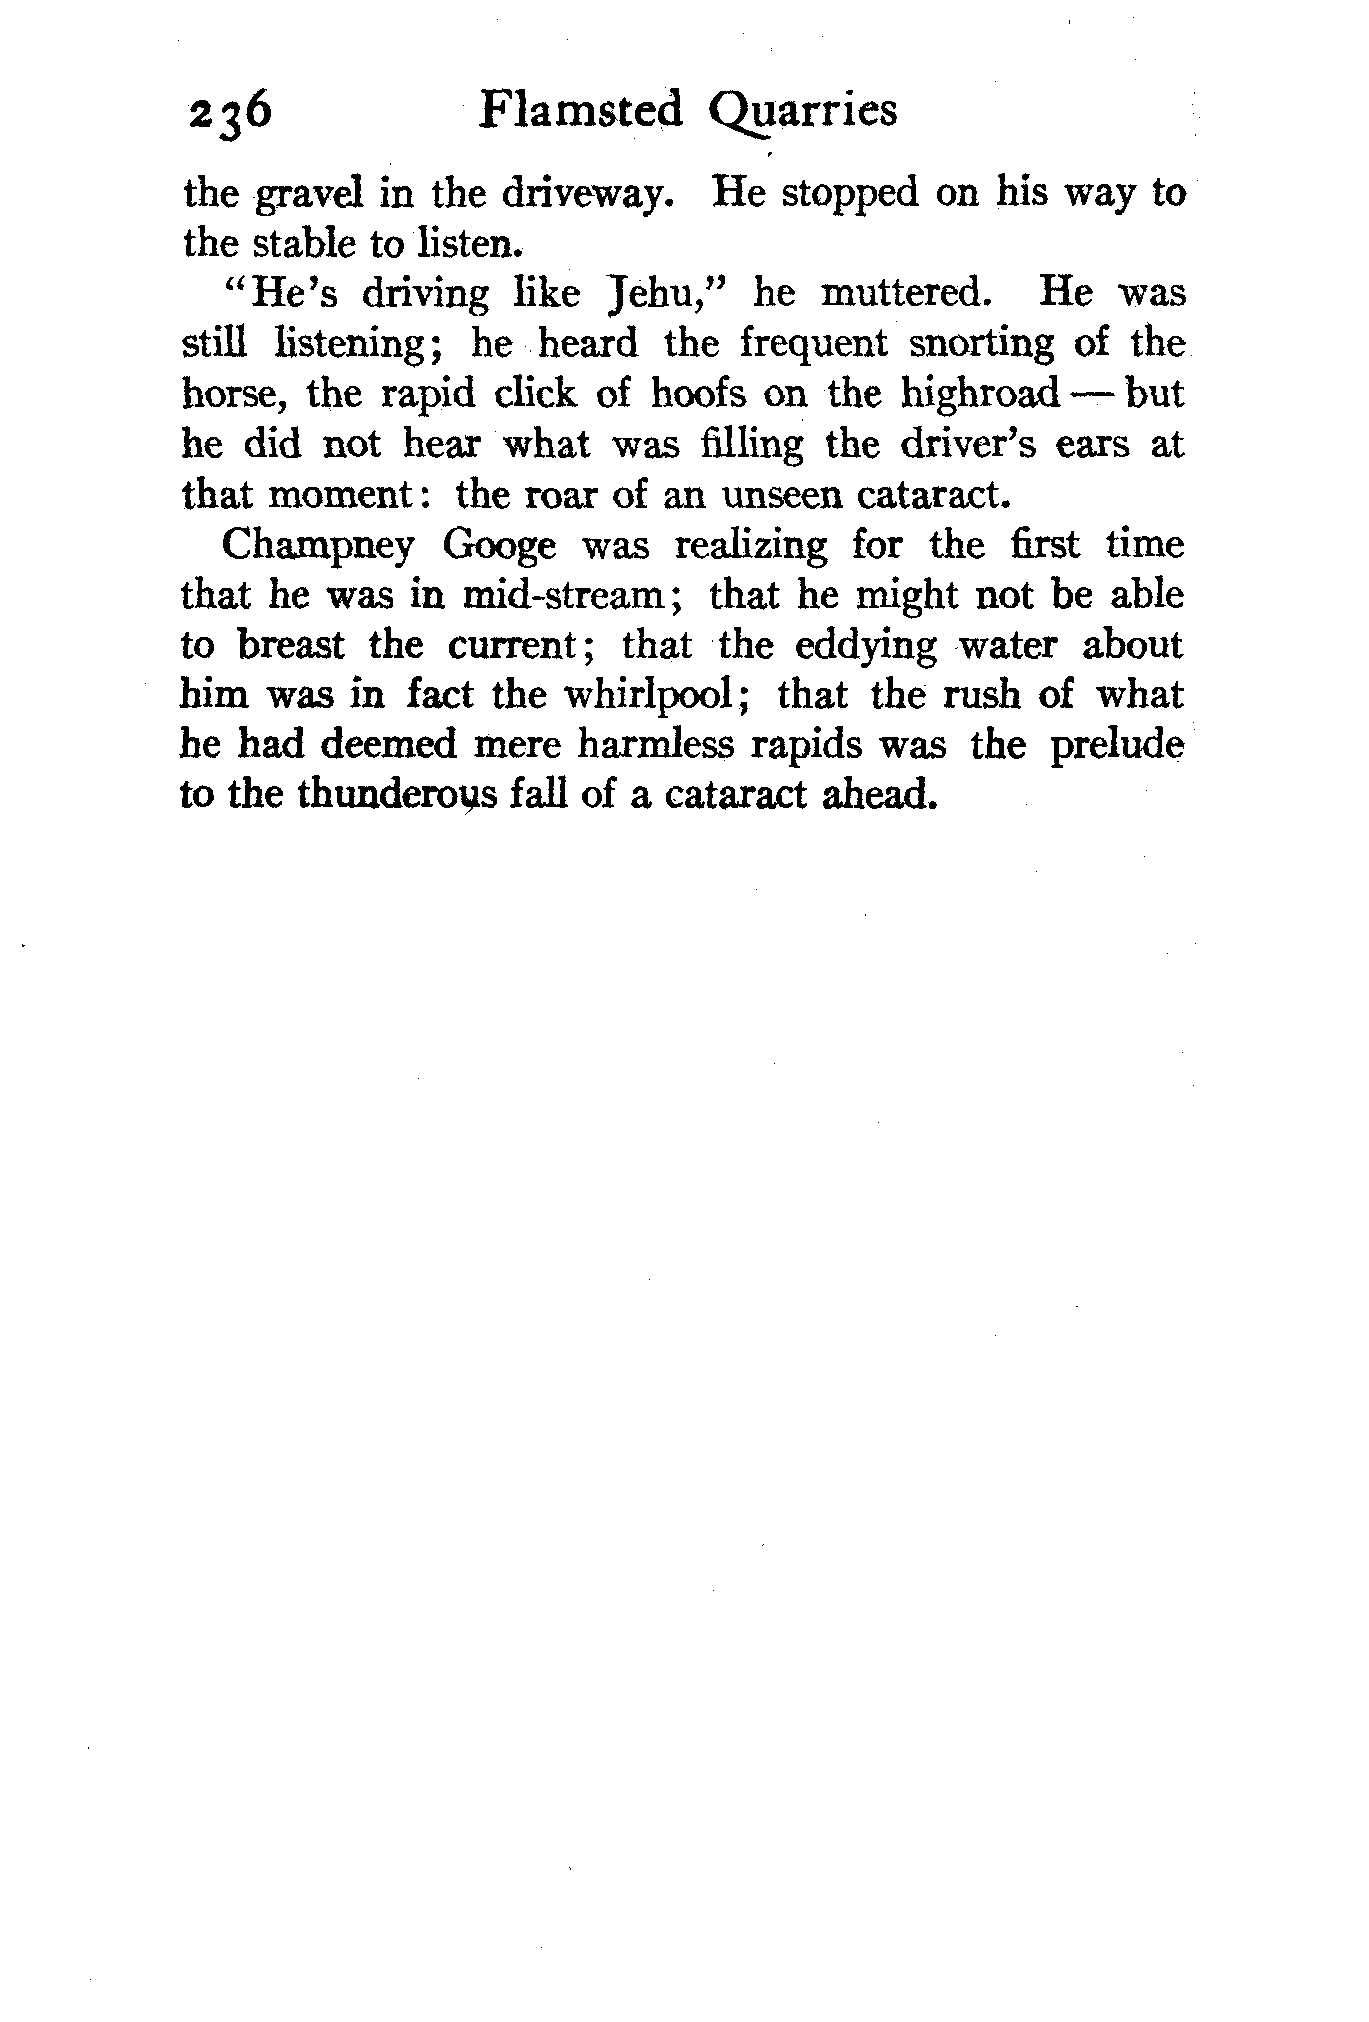 236 Flamsted Quarries
the gravel in the driveway. He stopped on his way to
the stable to listen.
"He's driving like Jehu," he muttered. He was
still listening; he heard the frequent snorting of the
horse, the rapid click of hoofs on the highroad — but
he did not hear what was filling the driver's ears at
that moment: the roar of an unseen cataract.
Champney Googe was realizing for the first time
that he was in mid-stream; that he might not be able
to breast the current; that the eddying water about
him was in fact the whirlpool; that the rush of what
he had deemed mere harmless rapids was the prelude
to the thunderous fall of a cataract ahead.